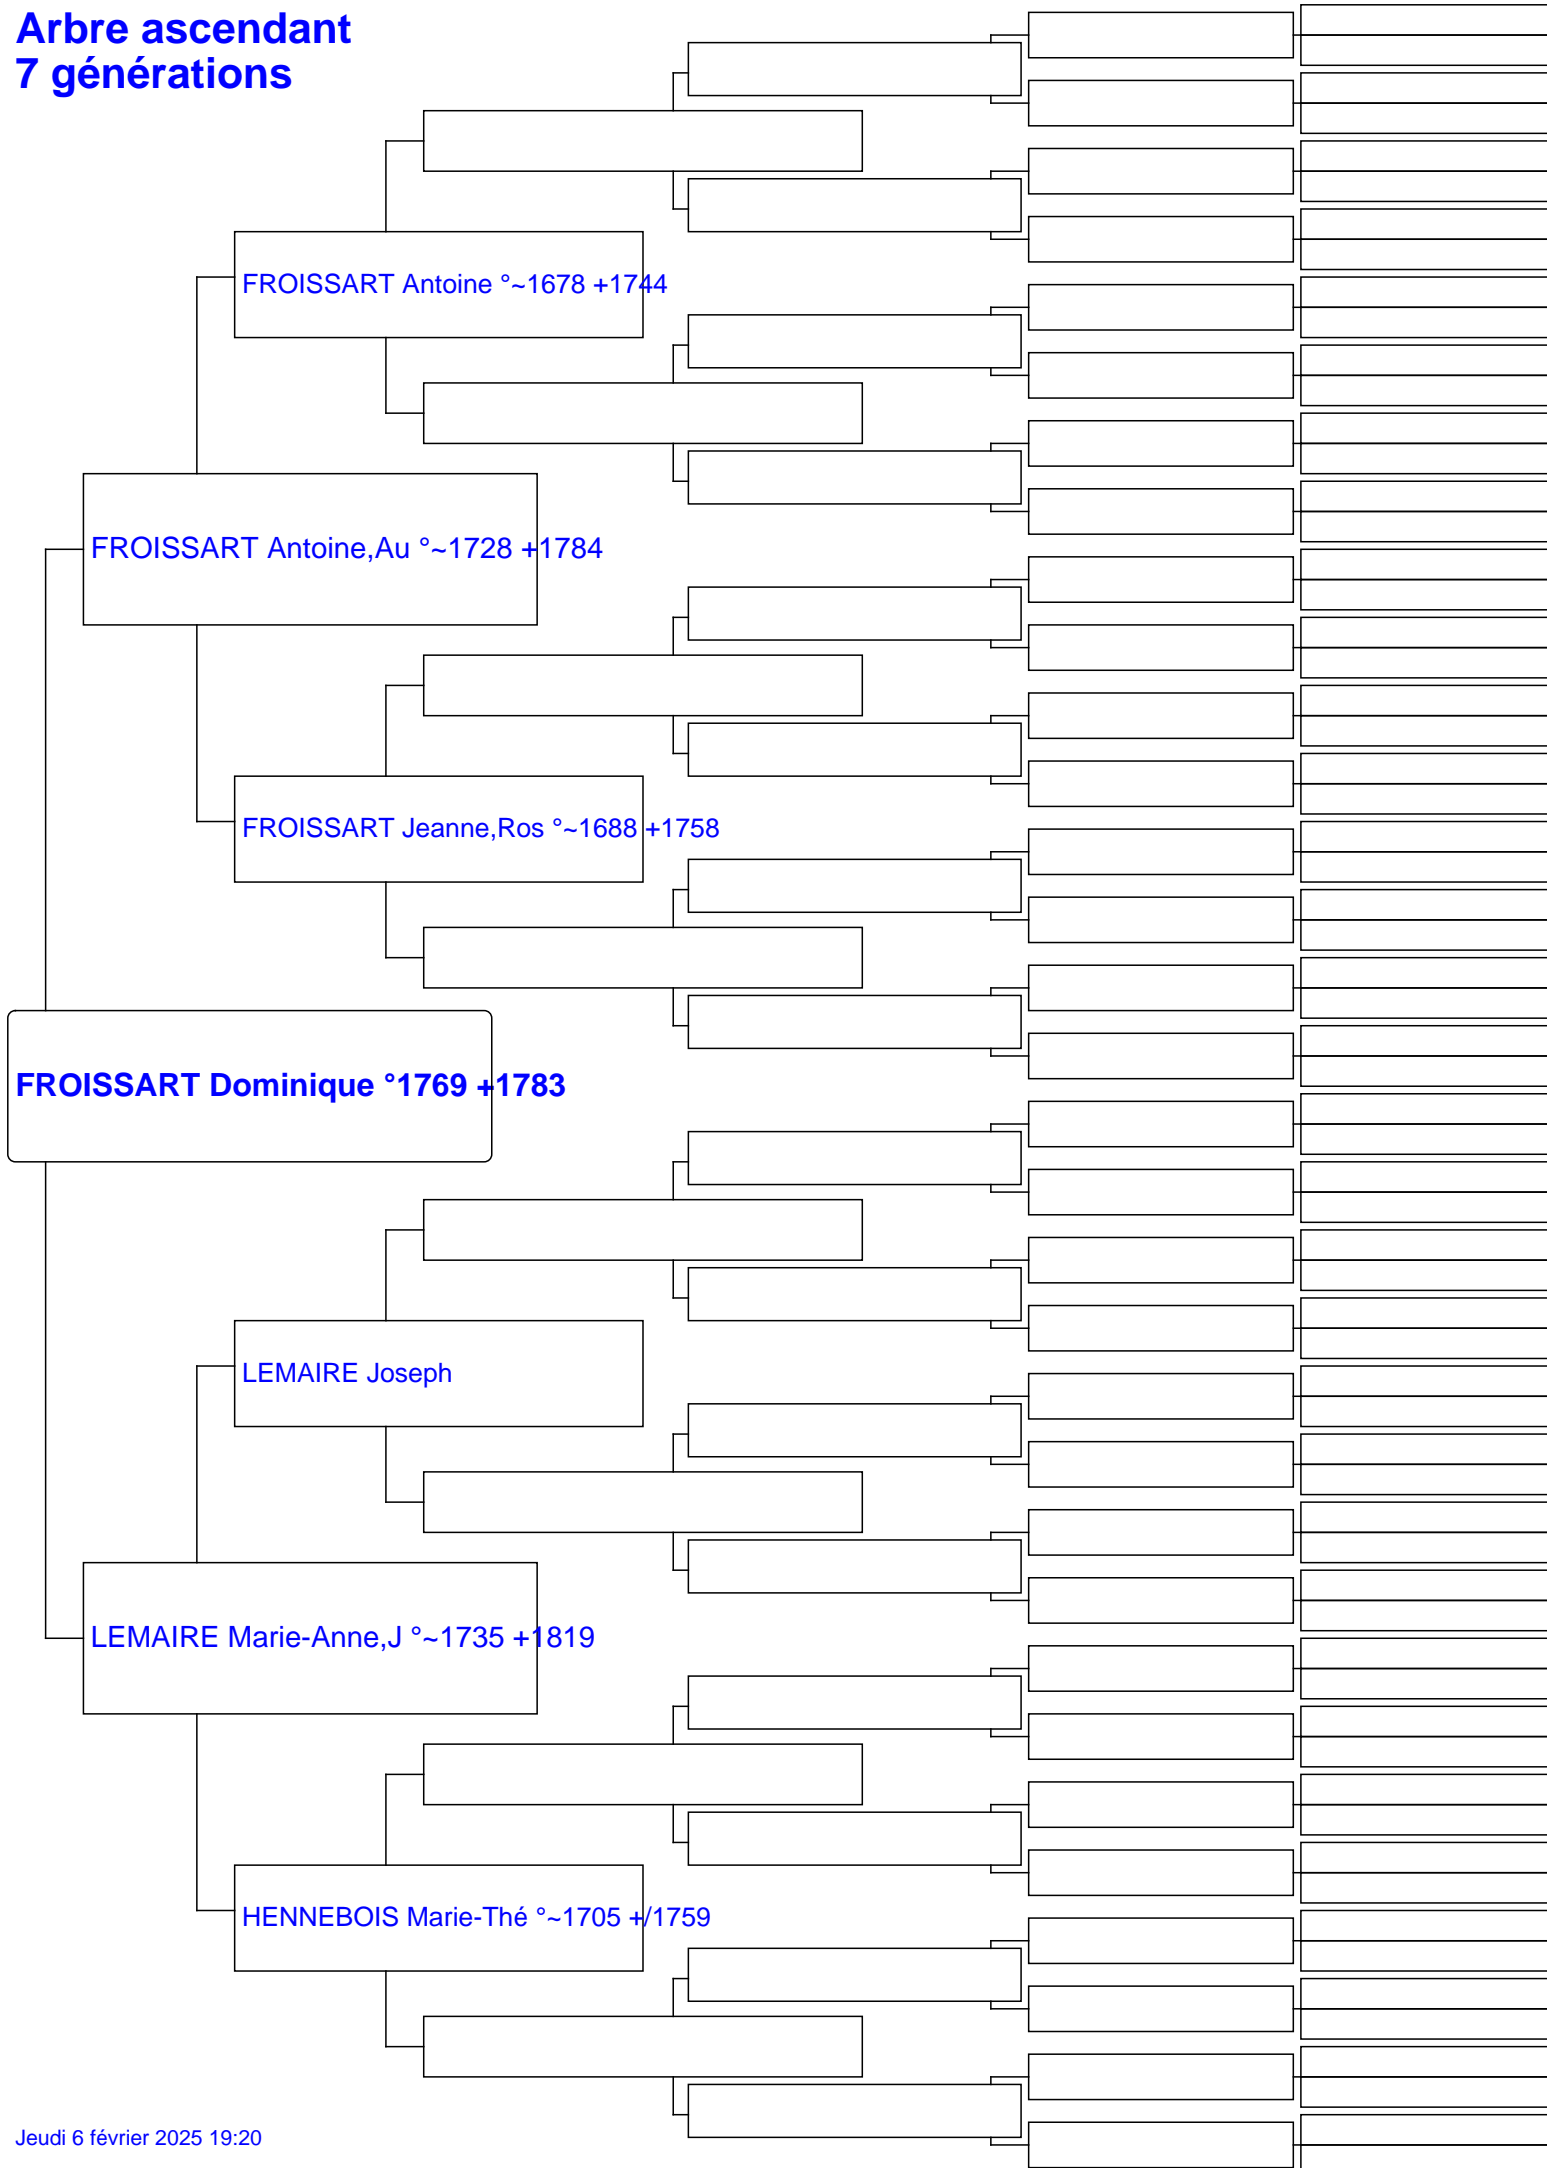 Arbre ascendant
7 générations
FROISSART Antoine °~1678 +1744
FROISSART Antoine,Au °~1728 +1784
FROISSART Jeanne,Ros °~1688 +1758
FROISSART Dominique °1769 +1783
LEMAIRE Joseph
LEMAIRE Marie-Anne,J °~1735 +1819
HENNEBOIS Marie-Thé °~1705 +/1759
Jeudi 6 février 2025 19:20